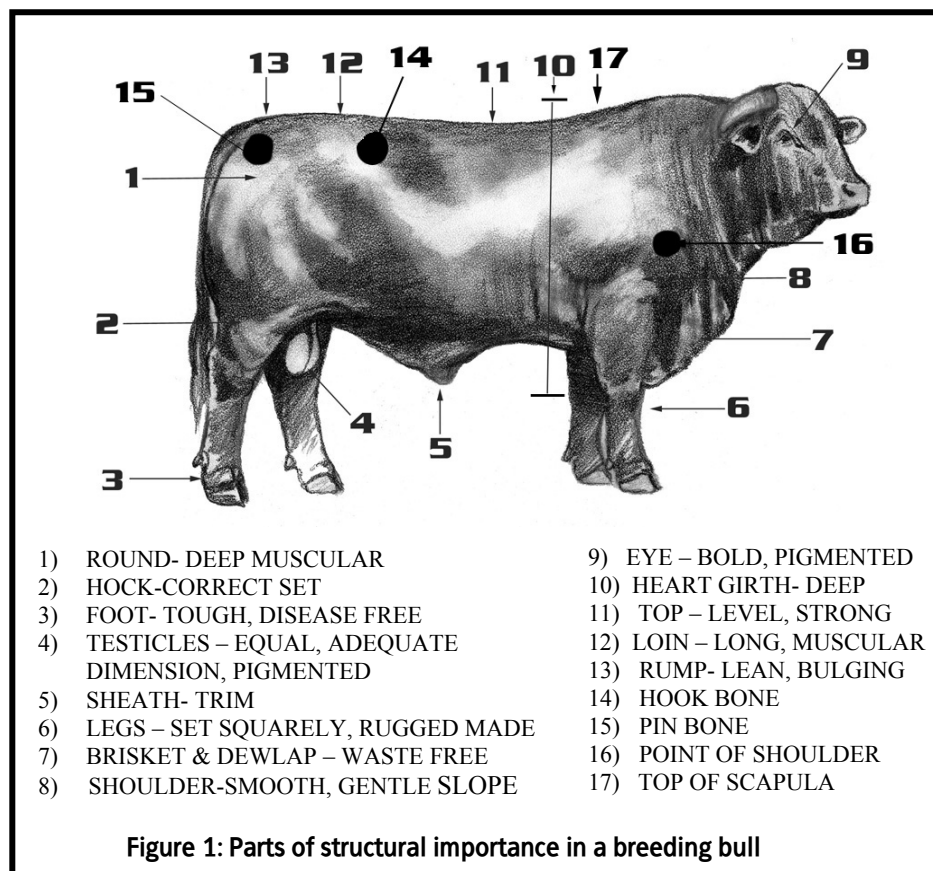 13
12
14
11
10
17
9
15
1
16
8
2
7
4
5
6
3
1) ROUND- DEEP MUSCULAR
2) HOCK-CORRECT SET
3) FOOT- TOUGH, DISEASE FREE
4) TESTICLES – EQUAL, ADEQUATE
DIMENSION, PIGMENTED
5) SHEATH- TRIM
6) LEGS – SET SQUARELY, RUGGED MADE
7) BRISKET & DEWLAP – WASTE FREE
8) SHOULDER-SMOOTH, GENTLE SLOPE
9) EYE – BOLD, PIGMENTED
10) HEART GIRTH- DEEP
11) TOP – LEVEL, STRONG
12) LOIN – LONG, MUSCULAR
13) RUMP- LEAN, BULGING
14) HOOK BONE
15) PIN BONE
16) POINT OF SHOULDER
17) TOP OF SCAPULA
Figure 1: Parts of structural importance in a breeding bull